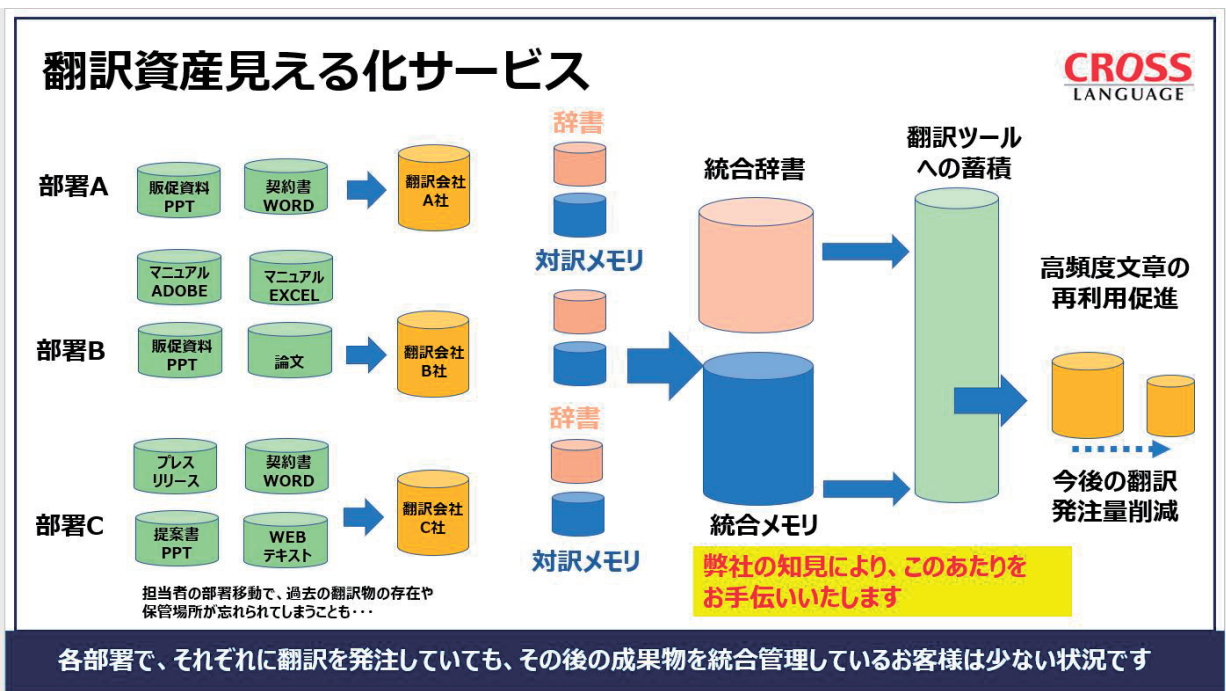 翻訳資産見える化サービス
CROSS
LANGUAGE
部署A
販促資料
PPT
契約書
WORD
翻訳会社
A社
マニュアル
ADOBE
マニュアル
EXCEL
部署B
販促資料
PPT
論文
翻訳会社
B社
プレス
リリース
契約書
WORD
部署C
提案書
PPT
WEB
テキスト
翻訳会社
C社
担当者の部署移動で、過去の翻訳物の存在や
保管場所が忘れられてしまうことも・・・
辞書
対訳メモリ
辞書
対訳メモリ
統合辞書
統合メモリ
弊社の知見により、このあたりを
お手伝いいたします
翻訳ツール
への蓄積
高頻度文章の
再利用促進
今後の翻訳
発注量削減
各部署で、それぞれに翻訳を発注していても、その後の成果物を統合管理しているお客様は少ない状況です